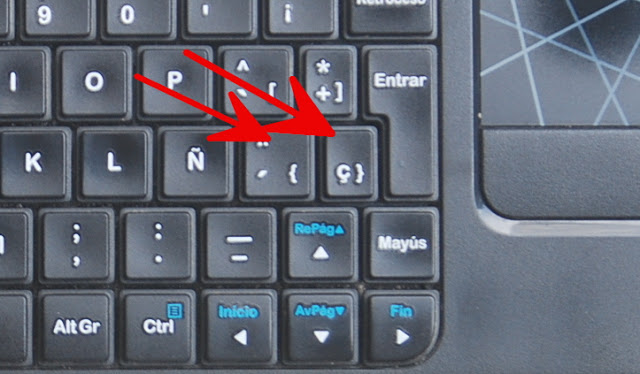 9 0 ' ¡ Retroceso
I O P ^ ` [ * + ] Entrar
K L Ñ ¨ ´ { Ç }
; , : . = RePág▲ ▲ Mayús
Alt Gr Ctrl Inicio ◄ AvPág▼ ▼ Fin ►